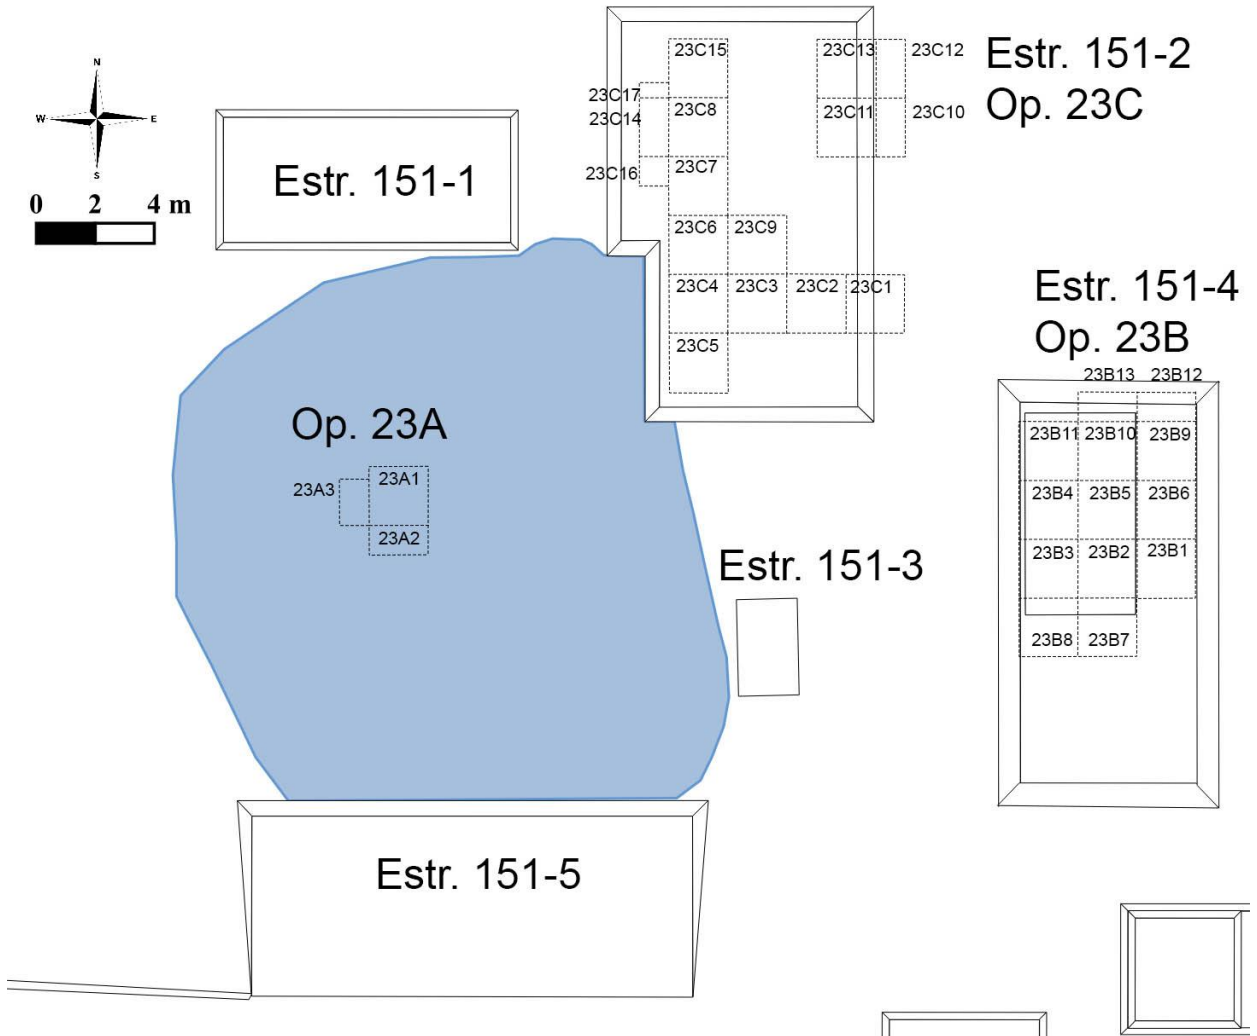 N
W E
S
0 2 4 m
Estr. 151-1
23C15
23C13
23C12
Estr. 151-2
Op. 23C
23C17
23C8
23C14
23C11
23C10
23C16
23C7
23C6
23C9
23C4
23C3
23C2
23C1
23C5
Estr. 151-4
Op. 23B
23B13
23B12
23B11
23B10
23B9
23B4
23B5
23B6
23B3
23B2
23B1
23B8
23B7
Op. 23A
23A1
23A3
23A2
Estr. 151-3
Estr. 151-5